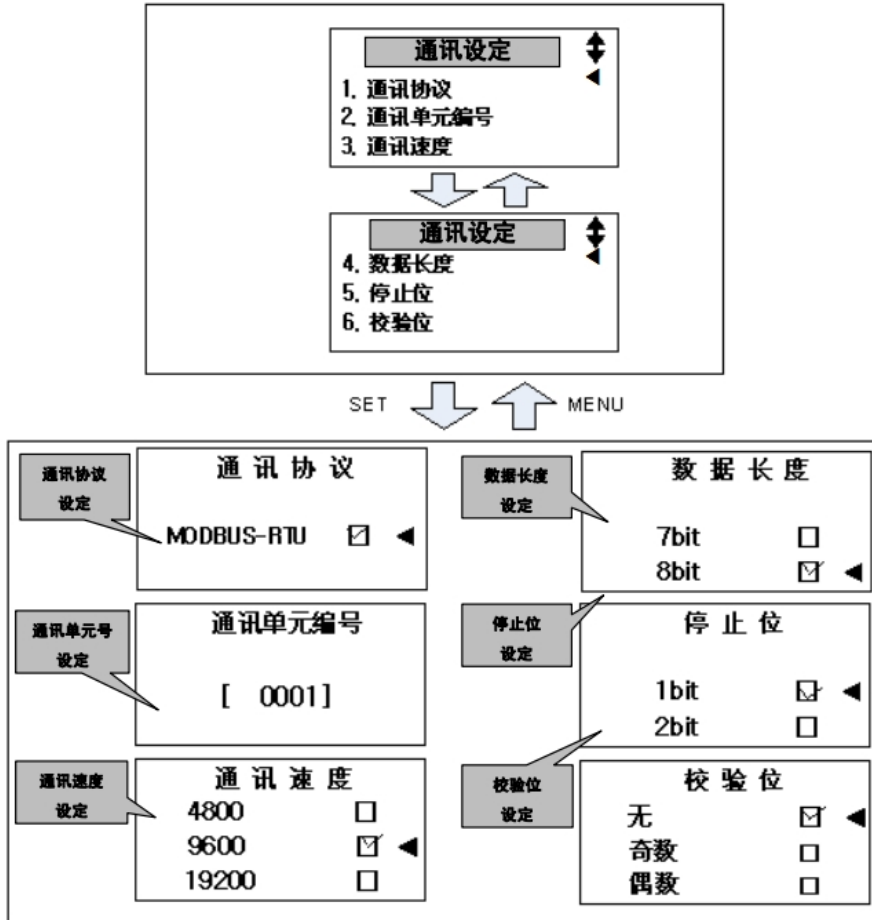 通讯设定
1. 通讯协议
2. 通讯单元编号
3. 通讯速度
通讯设定
4. 数据长度
5. 停止位
6. 校验位
SET
MENU
通讯协议
设定
通 讯 协 议
MODBUS-RTU
通讯单元号
设定
通讯单元编号
[ 0001]
通讯速度
设定
通 讯 速 度
4800
9600
19200
数据长度
设定
数 据 长 度
7bit
8bit
停止位
设定
停 止 位
1bit
2bit
校验位
设定
校 验 位
无
奇数
偶数